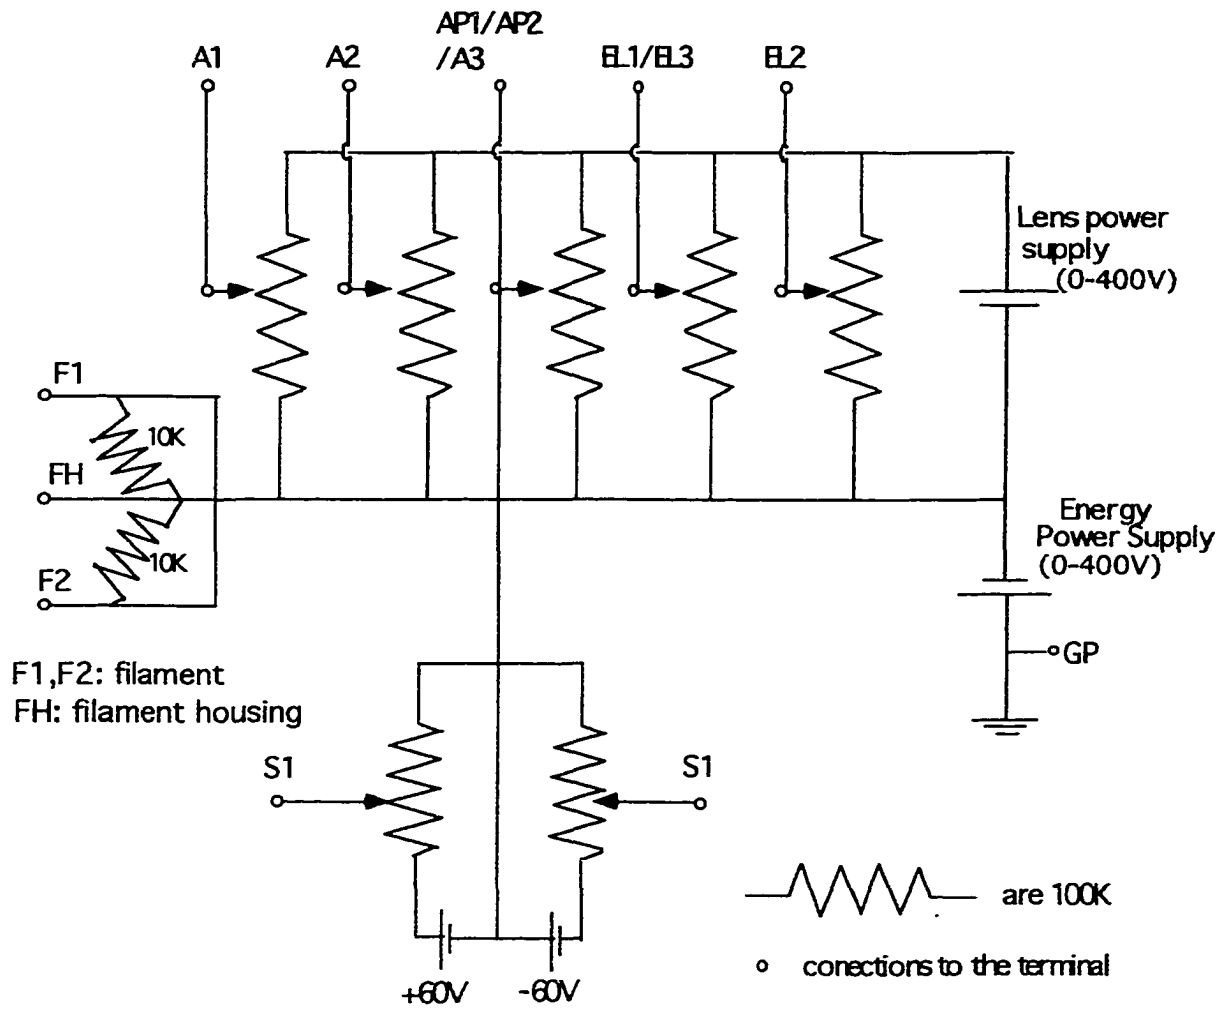 A1
A2
AP1/AP2
/A3
EL1/EL3
EL2
Lens power
supply
(0-400V)
F1
10K
FH
10K
F2
Energy
Power Supply
(0-400V)
GP
F1,F2: filament
FH: filament housing
S1
S1
+60V
-60V
are 100K
conections to the terminal